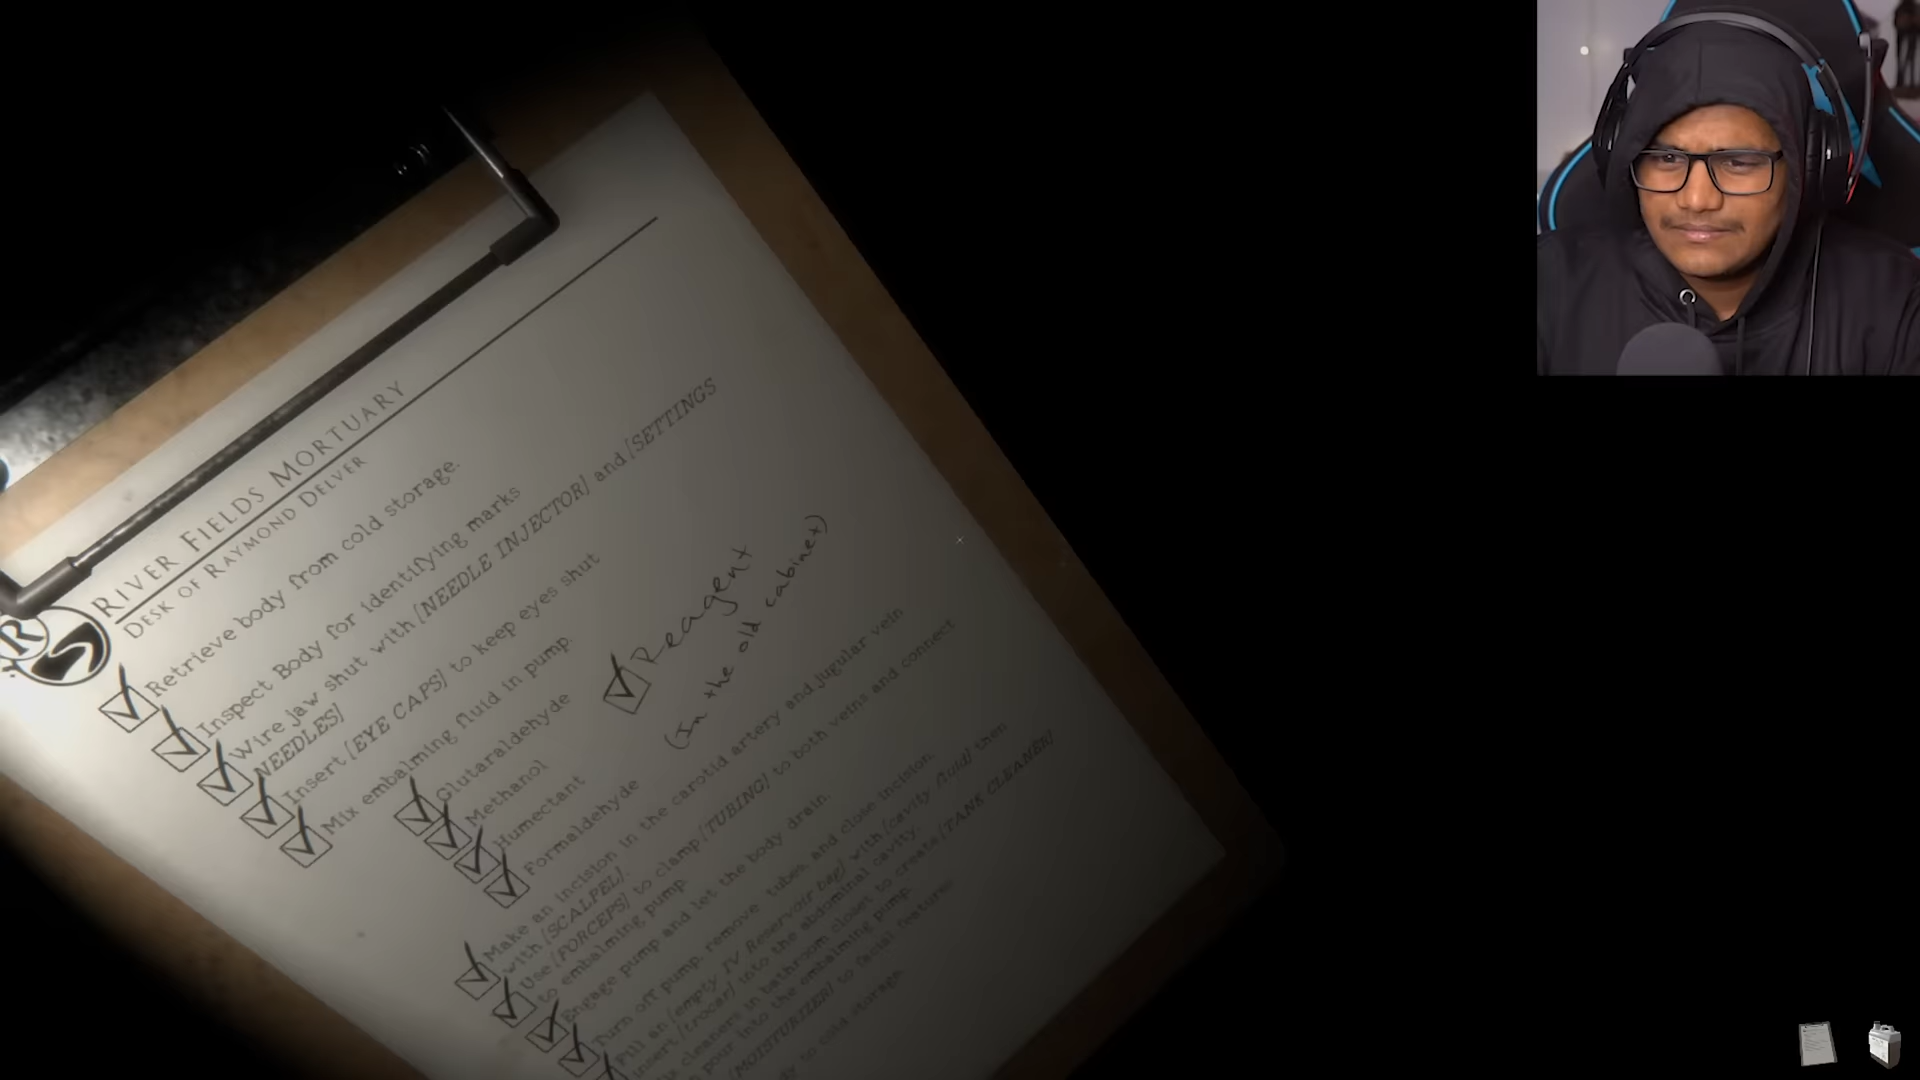 RIVER FIELDS MORTUARY
DESK OF RAYMOND DELVER
Retrieve body from cold storage.
Inspect Body for identifying marks
Wire jaw shut with [NEEDLE INJECTOR] and [SETTINGS
NEEDLES]
Insert [EYE CAPS] to keep eyes shut
Mix embalming fluid in pump.
Glutaraldehyde
Methanol
Humectant
Formaldehyde
Reagent
(In the old cabinet)
Make an incision in the carotid artery and jugular vein
with [SCALPEL].
Use [FORCEPS] to clamp [TUBING] to both veins and connect
to embalming pump.
Engage pump and let the body drain.
Turn off pump, remove tubes and close incision.
Fill an [empty IV Reservoir bag] with [cavity fluid] then
insert [trocar] into the abdominal cavity.
cleaners in bathroom closet to create [TANK CLEANER]
pour into the embalming pump.
[MOISTURIZER] to facial features
to cold storage.